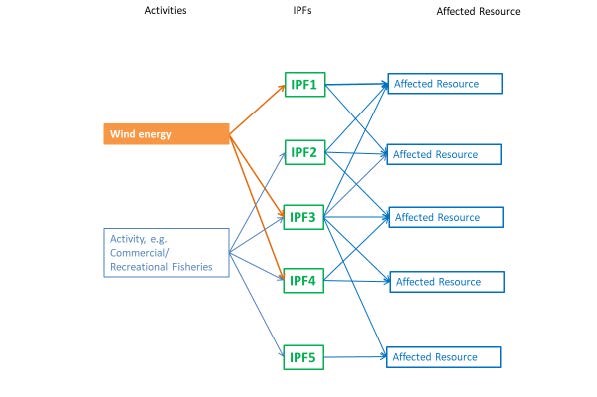 Activities IPFs Affected Resource
IPF1 Affected Resource
Wind energy
IPF2 Affected Resource
IPF3 Affected Resource
Activity, e.g.
Commercial/
Recreational Fisheries
IPF4 Affected Resource
IPF5 Affected Resource